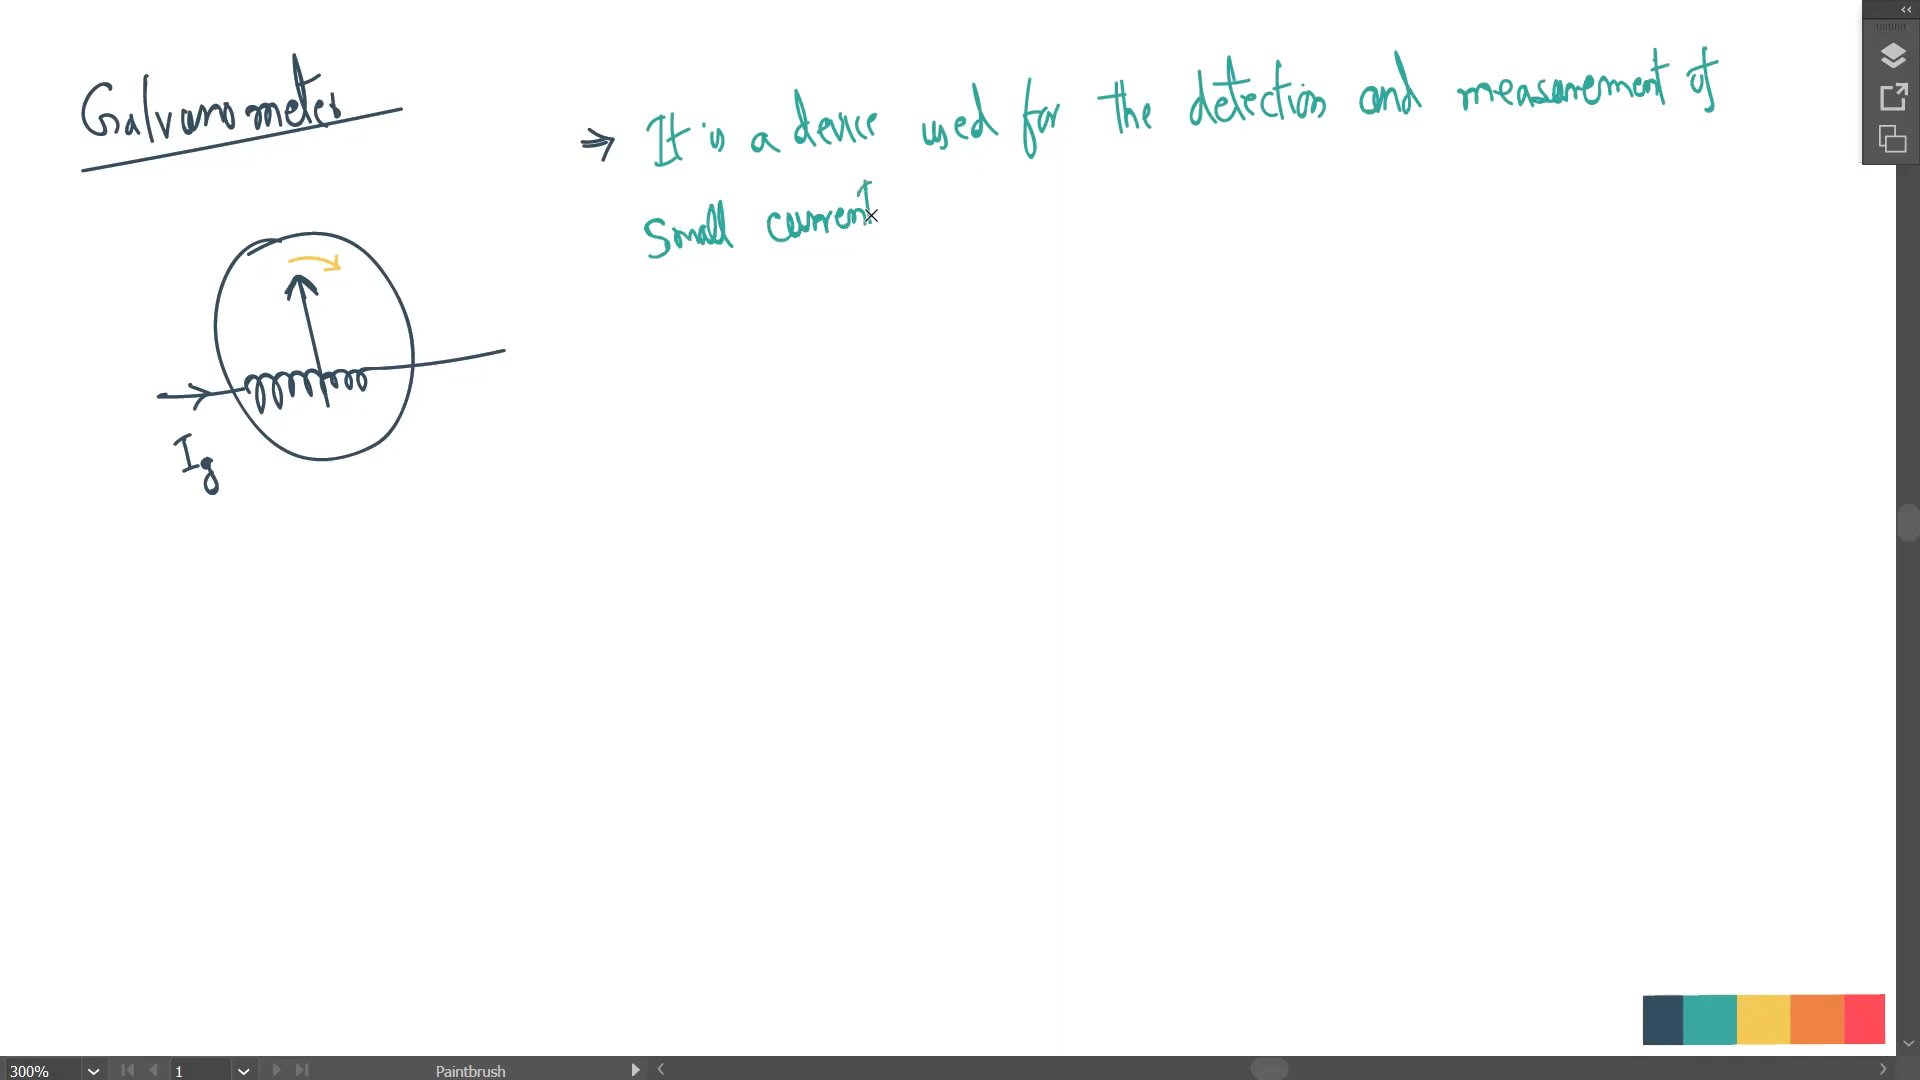 Galvanometer
⇒ It is a device used for the detection and measurement of
small current
Ig
300%
1
Paintbrush